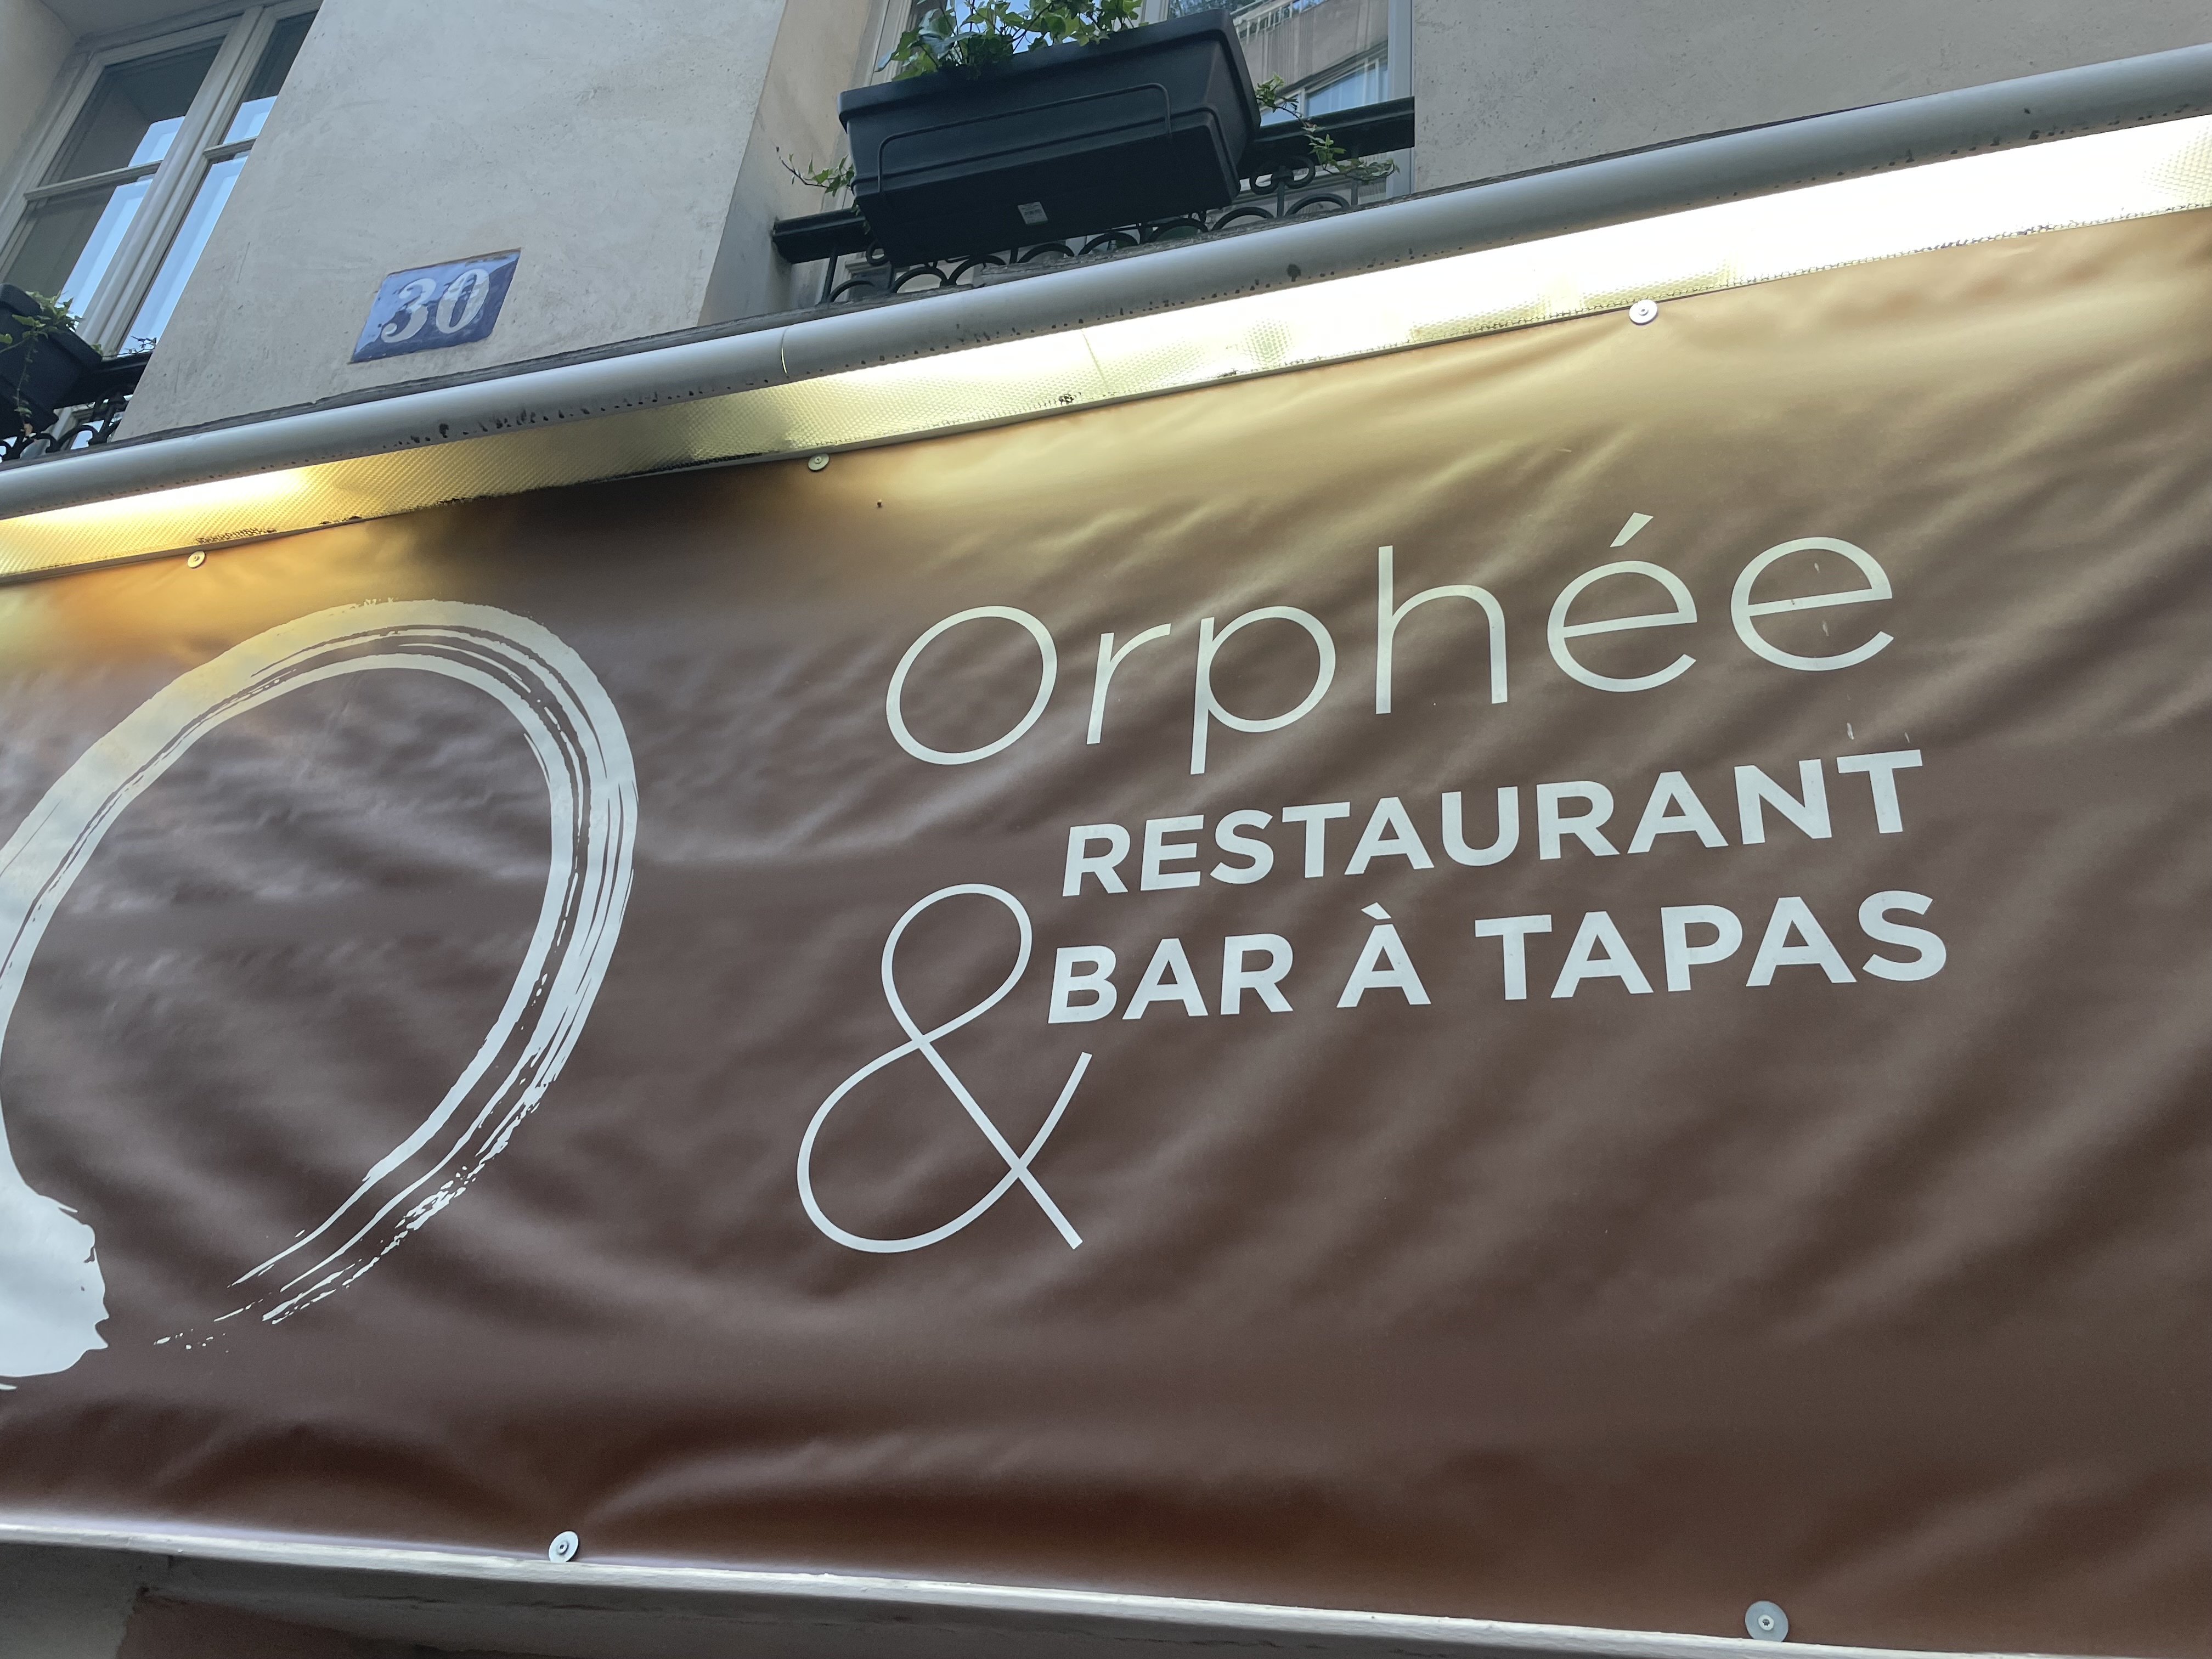 30
Orphée
RESTAURANT
& BAR À TAPAS